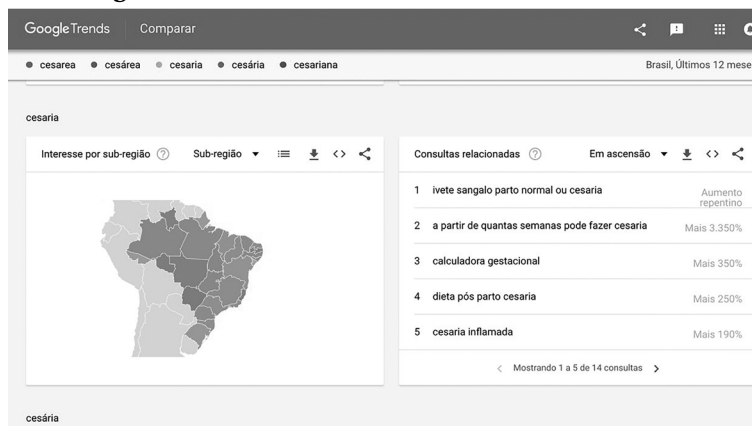 Google Trends Comparar
cesarea cesárea cesaria cesária cesariana Brasil, Últimos 12 mese
cesaria
Interesse por sub-região Sub-região
Consultas relacionadas Em ascensão
1 ivete sangalo parto normal ou cesaria Aumento
repentino
2 a partir de quantas semanas pode fazer cesaria Mais 3.350%
3 calculadora gestacional Mais 350%
4 dieta pós parto cesaria Mais 250%
5 cesaria inflamada Mais 190%
Mostrando 1 a 5 de 14 consultas
cesária